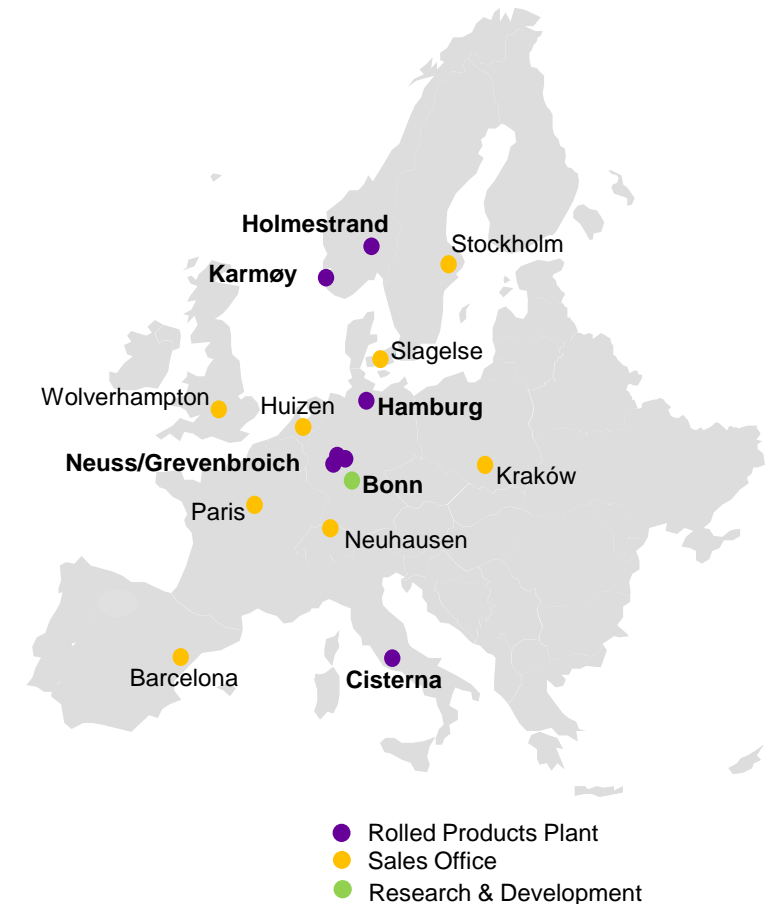 Holmestrand
Stockholm
Karmøy
Slagelse
Wolverhampton
Huizen
Hamburg
Neuss/Grevenbroich
Bonn
Kraków
Paris
Neuhausen
Barcelona
Cisterna
Rolled Products Plant
Sales Office
Research & Development